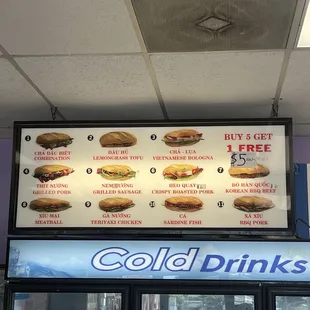 1
2
3
BUY 5 GET
1 FREE
$5
CHẢ ĐẶC BIỆT
COMBINATION
ĐẬU HỦ
LEMONGRASS TOFU
CHẢ - LỤA
VIETNAMESE BOLOGNA
4
5
6
7
THỊT NƯỚNG
GRILLED PORK
NEM NƯỚNG
GRILLED SAUSAGE
HEO QUAY
CRISPY ROASTED PORK
BÒ HÀN QUỐC
KOREAN BBQ BEEF
8
9
10
11
XÍU MẠI
MEATBALL
GÀ NƯỚNG
TERIYAKI CHICKEN
CÁ
SARDINE FISH
XÁ XÍU
BBQ PORK
Cold Drinks